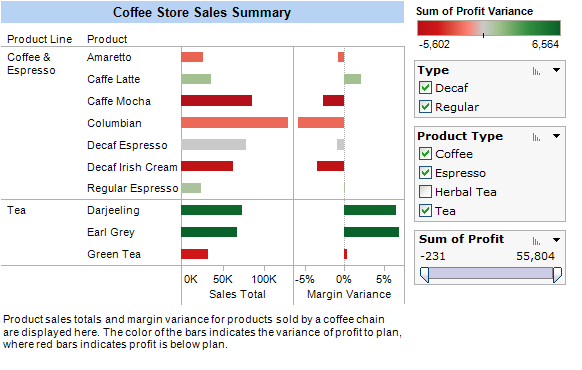 Coffee Store Sales Summary
Product Line Product
Coffee & Espresso
Amaretto
Caffe Latte
Caffe Mocha
Columbian
Decaf Espresso
Decaf Irish Cream
Regular Espresso
Tea
Darjeeling
Earl Grey
Green Tea
0K 50K 100K -5% 0% 5%
Sales Total Margin Variance
Product sales totals and margin variance for products sold by a coffee chain
are displayed here. The color of the bars indicates the variance of profit to plan,
where red bars indicates profit is below plan.
Sum of Profit Variance
-5,602 6,564
Type
Decaf
Regular
Product Type
Coffee
Espresso
Herbal Tea
Tea
Sum of Profit
-231 55,804